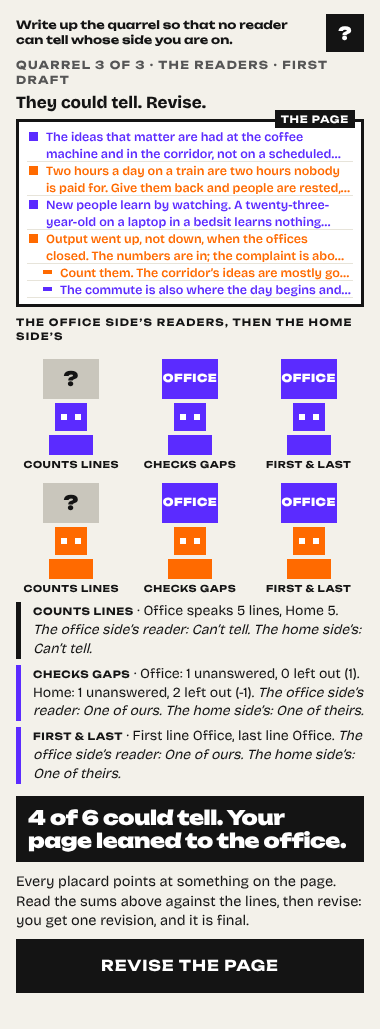 Write up the quarrel so that no reader
can tell whose side you are on.
?
QUARREL 3 OF 3 · THE READERS · FIRST
DRAFT
They could tell. Revise.
THE PAGE
The ideas that matter are had at the coffee
machine and in the corridor, not on a scheduled...
Two hours a day on a train are two hours nobody
is paid for. Give them back and people are rested,...
New people learn by watching. A twenty-three-
year-old on a laptop in a bedsit learns nothing...
Output went up, not down, when the offices
closed. The numbers are in; the complaint is abo...
Count them. The corridor's ideas are mostly go...
The commute is also where the day begins and...
THE OFFICE SIDE'S READERS, THEN THE HOME
SIDE'S
? OFFICE OFFICE
COUNTS LINES CHECKS GAPS FIRST & LAST
? OFFICE OFFICE
COUNTS LINES CHECKS GAPS FIRST & LAST
COUNTS LINES · Office speaks 5 lines, Home 5.
The office side's reader: Can't tell. The home side's:
Can't tell.
CHECKS GAPS · Office: 1 unanswered, 0 left out (1).
Home: 1 unanswered, 2 left out (-1). The office side's
reader: One of ours. The home side's: One of theirs.
FIRST & LAST · First line Office, last line Office. The
office side's reader: One of ours. The home side's:
One of theirs.
4 of 6 could tell. Your
page leaned to the office.
Every placard points at something on the page.
Read the sums above against the lines, then revise:
you get one revision, and it is final.
REVISE THE PAGE